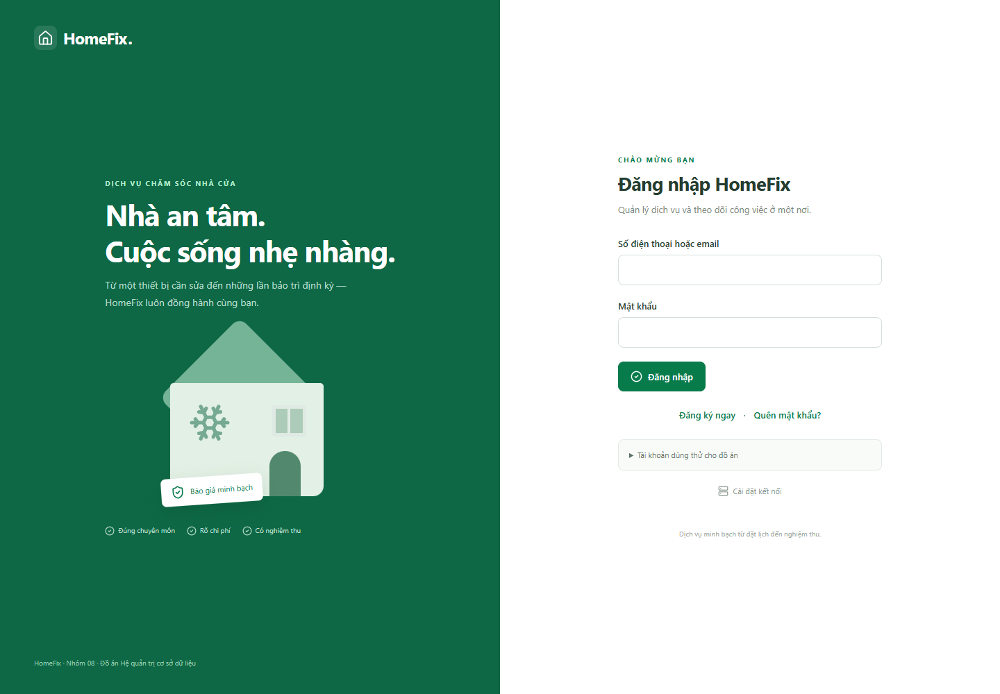 HomeFix.
DỊCH VỤ CHĂM SÓC NHÀ CỬA
Nhà an tâm.
Cuộc sống nhẹ nhàng.
Từ một thiết bị cần sửa đến những lần bảo trì định kỳ —
HomeFix luôn đồng hành cùng bạn.
Báo giá minh bạch
Đúng chuyên môn
Rõ chi phí
Có nghiệm thu
HomeFix · Nhóm 08 · Đồ án Hệ quản trị cơ sở dữ liệu
CHÀO MỪNG BẠN
Đăng nhập HomeFix
Quản lý dịch vụ và theo dõi công việc ở một nơi.
Số điện thoại hoặc email
Mật khẩu
Đăng nhập
Đăng ký ngay · Quên mật khẩu?
Tài khoản dùng thử cho đồ án
Cài đặt kết nối
Dịch vụ minh bạch từ đặt lịch đến nghiệm thu.